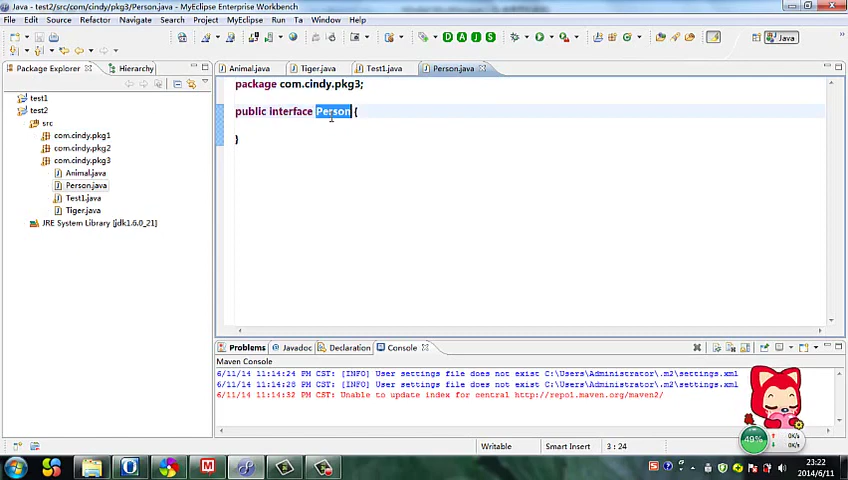 Java - test2/src/com/cindy/pkg3/Person.java - MyEclipse Enterprise Workbench
File Edit Source Refactor Navigate Search Project MyEclipse Run Window Help
Java
Package Explorer Hierarchy
Animal.java Tiger.java Test1.java Person.java
test1
test2
src
com.cindy.pkg1
com.cindy.pkg2
com.cindy.pkg3
Animal.java
Person.java
Test1.java
Tiger.java
JRE System Library [jdk1.6.0_21]
package com.cindy.pkg3;
public interface Person {
}
Problems Javadoc Declaration Console
Maven Console
6/11/14 11:14:24 PM CST: [INFO] User settings file does not exist C:\Users\Administrator\.m2\settings.xml
6/11/14 11:14:28 PM CST: [INFO] User settings file does not exist C:\Users\Administrator\.m2\settings.xml
6/11/14 11:14:32 PM CST: Unable to update index for central http://repo1.maven.org/maven2/
49% 0K/s
0K/s
Writable Smart Insert 3 : 24
23:22
2014/6/11